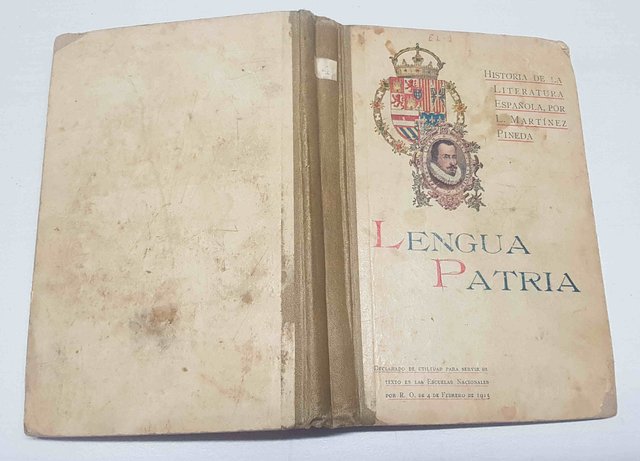 Historia de la
Literatura
Española, por
L. Martínez
Pineda
Lengua
Patria
Declarado de utilidad para servir de
texto en las Escuelas Nacionales
por R. O. de 4 de Febrero de